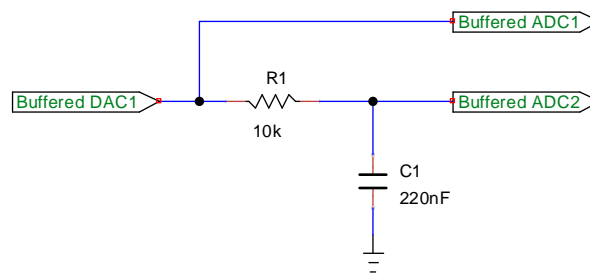 Buffered ADC1
R1
Buffered DAC1
Buffered ADC2
10k
C1
220nF